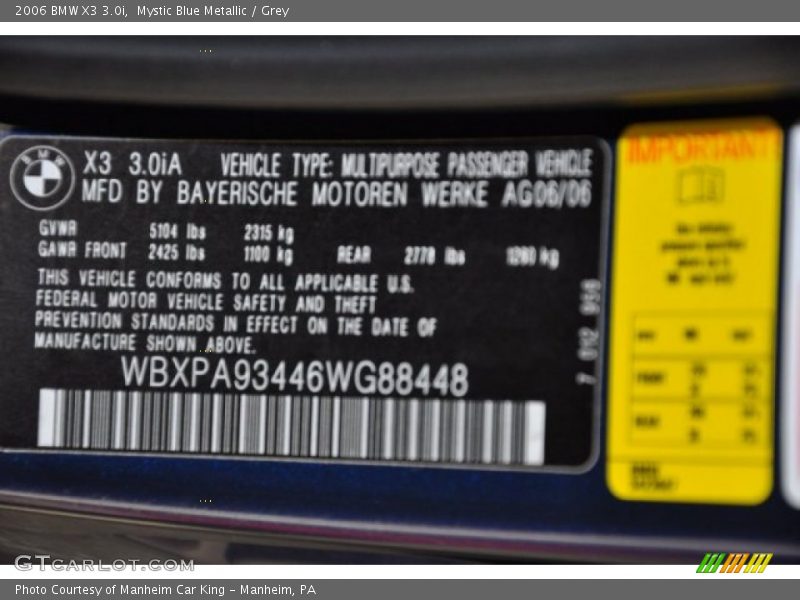 2006 BMW X3 3.0i, Mystic Blue Metallic / Grey
BMW
X3 3.0iA VEHICLE TYPE: MULTIPURPOSE PASSENGER VEHICLE
MFD BY BAYERISCHE MOTOREN WERKE AG06/06
GVWR 5104 lbs 2315 kg
GAWR FRONT 2425 lbs 1100 kg REAR 2778 lbs 1260 kg
THIS VEHICLE CONFORMS TO ALL APPLICABLE U.S.
FEDERAL MOTOR VEHICLE SAFETY AND THEFT
PREVENTION STANDARDS IN EFFECT ON THE DATE OF
MANUFACTURE SHOWN ABOVE.
WBXPA93446WG88448
IMPORTANT
GTCARLOT.COM
Photo Courtesy of Manheim Car King - Manheim, PA